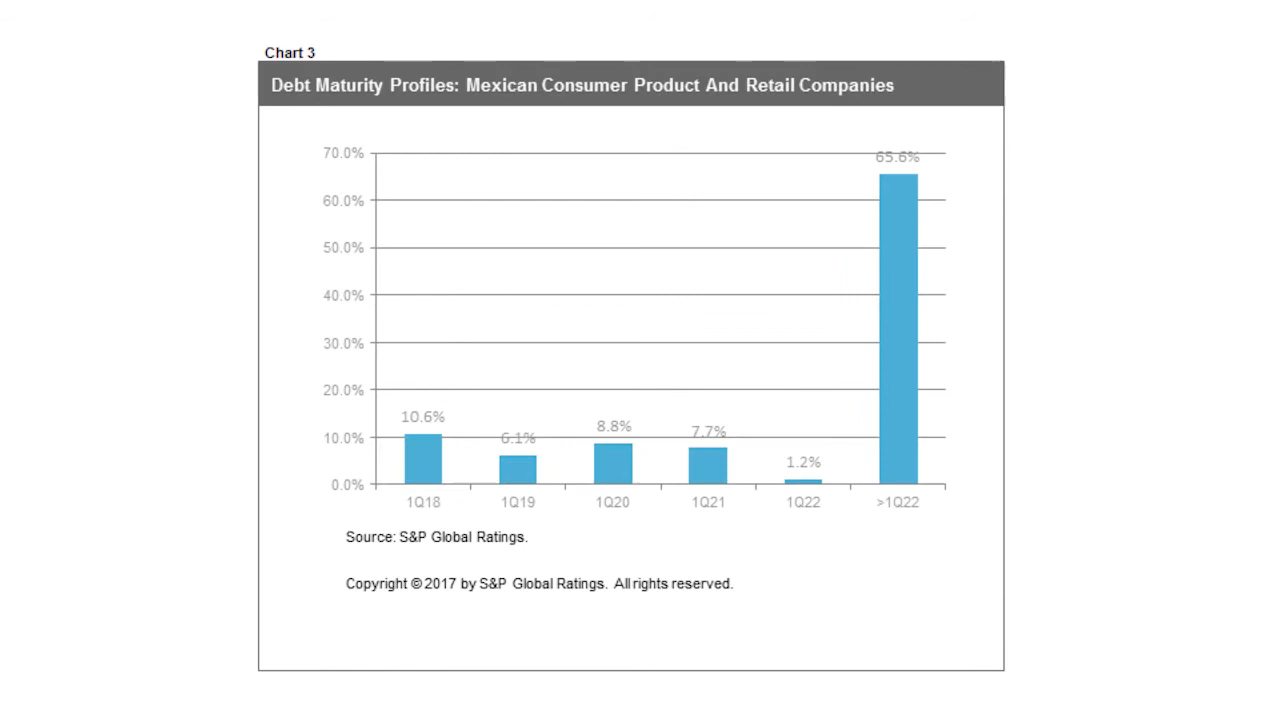 Chart 3
Debt Maturity Profiles: Mexican Consumer Product And Retail Companies
70.0%
65.6%
60.0%
50.0%
40.0%
30.0%
20.0%
10.6%
6.1%
8.8%
7.7%
1.2%
10.0%
0.0%
1Q18 1Q19 1Q20 1Q21 1Q22 >1Q22
Source: S&P Global Ratings.
Copyright © 2017 by S&P Global Ratings. All rights reserved.